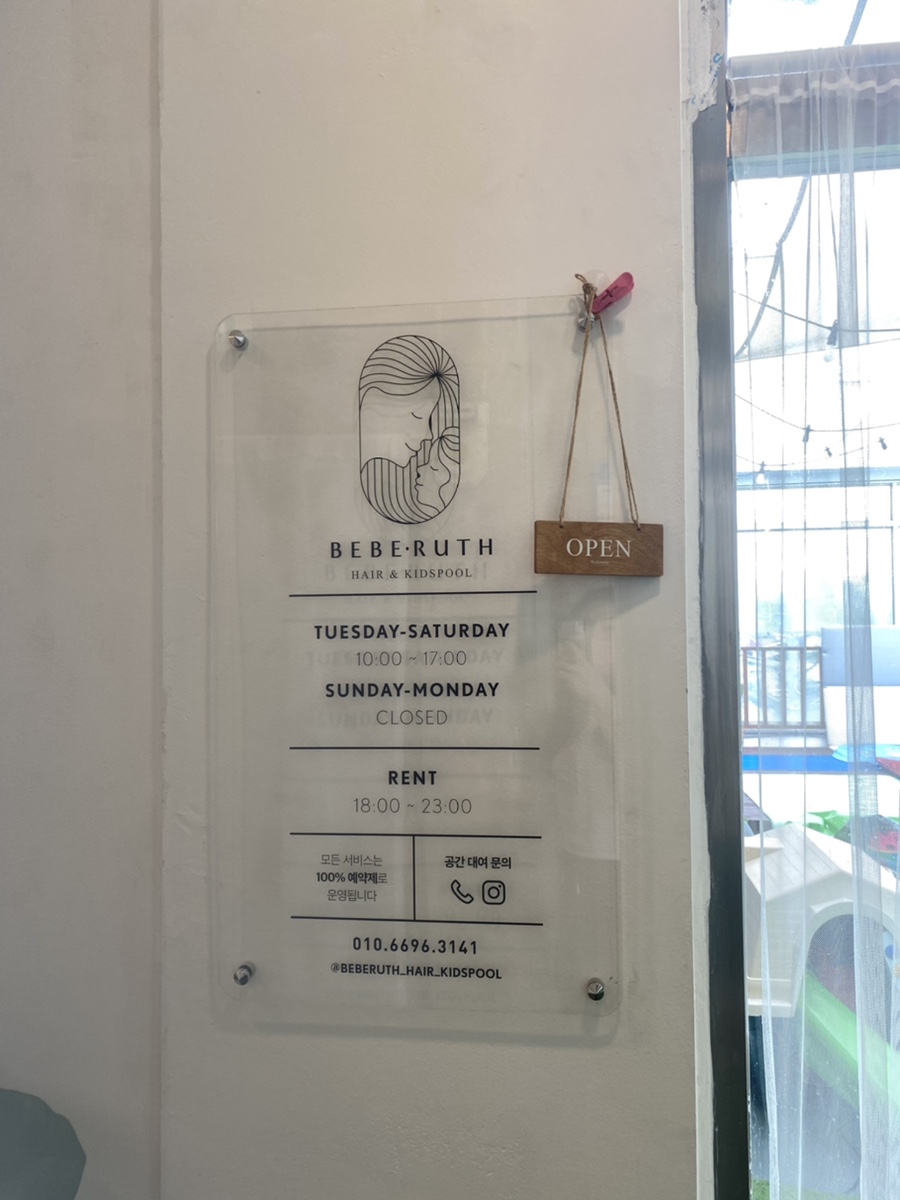 BEBE·RUTH
HAIR & KIDSPOOL
OPEN
TUESDAY-SATURDAY
10:00 ~ 17:00
SUNDAY-MONDAY
CLOSED
RENT
18:00 ~ 23:00
모든 서비스는
100% 예약제로
운영됩니다
공간 대여 문의
010.6696.3141
@BEBERUTH_HAIR_KIDSPOOL